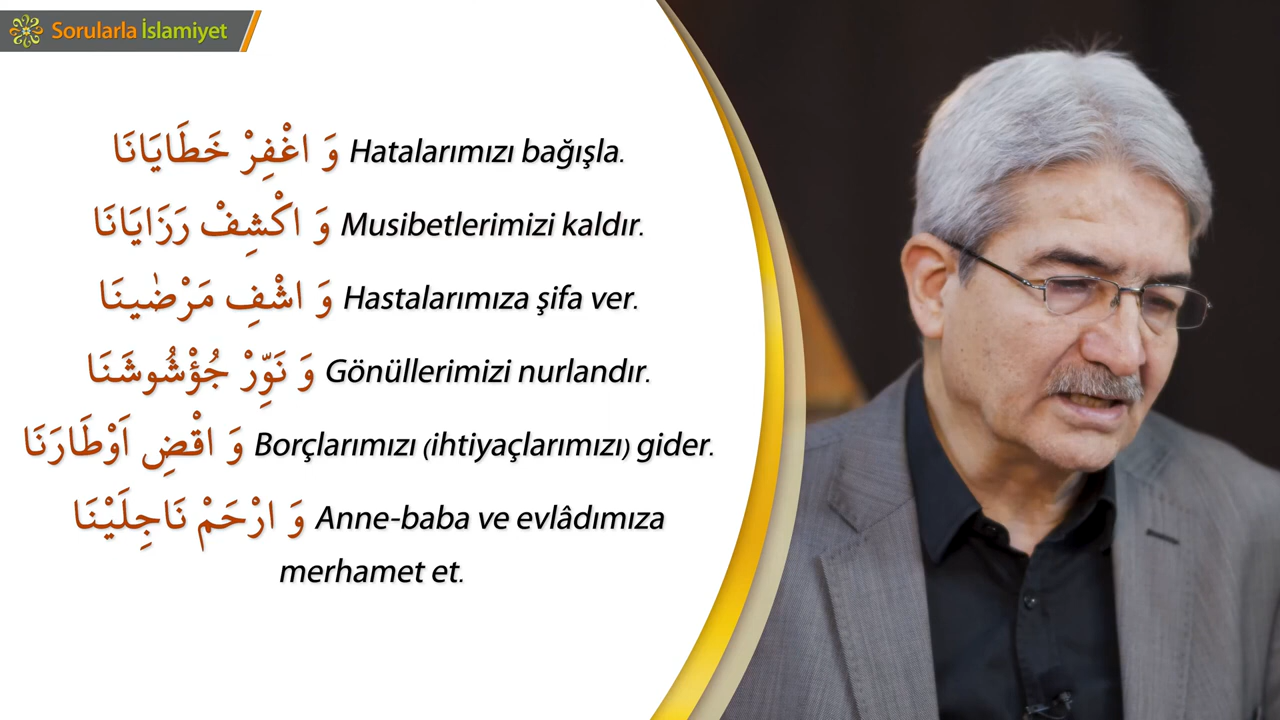 Sorularla İslamiyet
وَ اغْفِرْ خَطَايَانَا Hatalarımızı bağışla.
وَ اكْشِفْ رَزَايَانَا Musibetlerimizi kaldır.
وَ اشْفِ مَرْضٰينَا Hastalarımıza şifa ver.
وَ نَوِّرْ جُؤْشُوشَنَا Gönüllerimizi nurlandır.
وَ اقْضِ اَوْطَارَنَا Borçlarımızı (ihtiyaçlarımızı) gider.
وَ ارْحَمْ نَاجِلَيْنَا Anne-baba ve evlâdımıza
merhamet et.